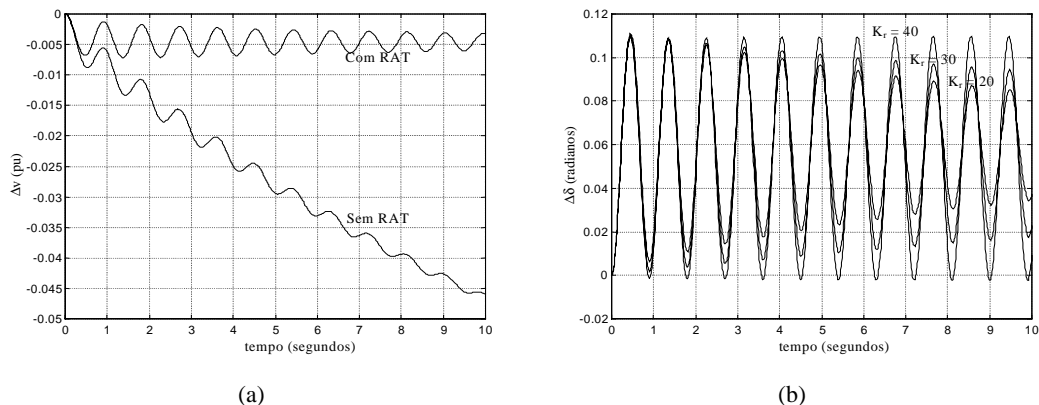 0
-0.005
-0.01
-0.015
-0.02
-0.025
-0.03
-0.035
-0.04
-0.045
-0.05
Δv (pu)
Com RAT
Sem RAT
0 1 2 3 4 5 6 7 8 9 10
tempo (segundos)
(a)
0.12
0.1
0.08
0.06
0.04
0.02
0
-0.02
Δδ (radianos)
Kr = 40
Kr = 30
Kr = 20
0 1 2 3 4 5 6 7 8 9 10
tempo (segundos)
(b)